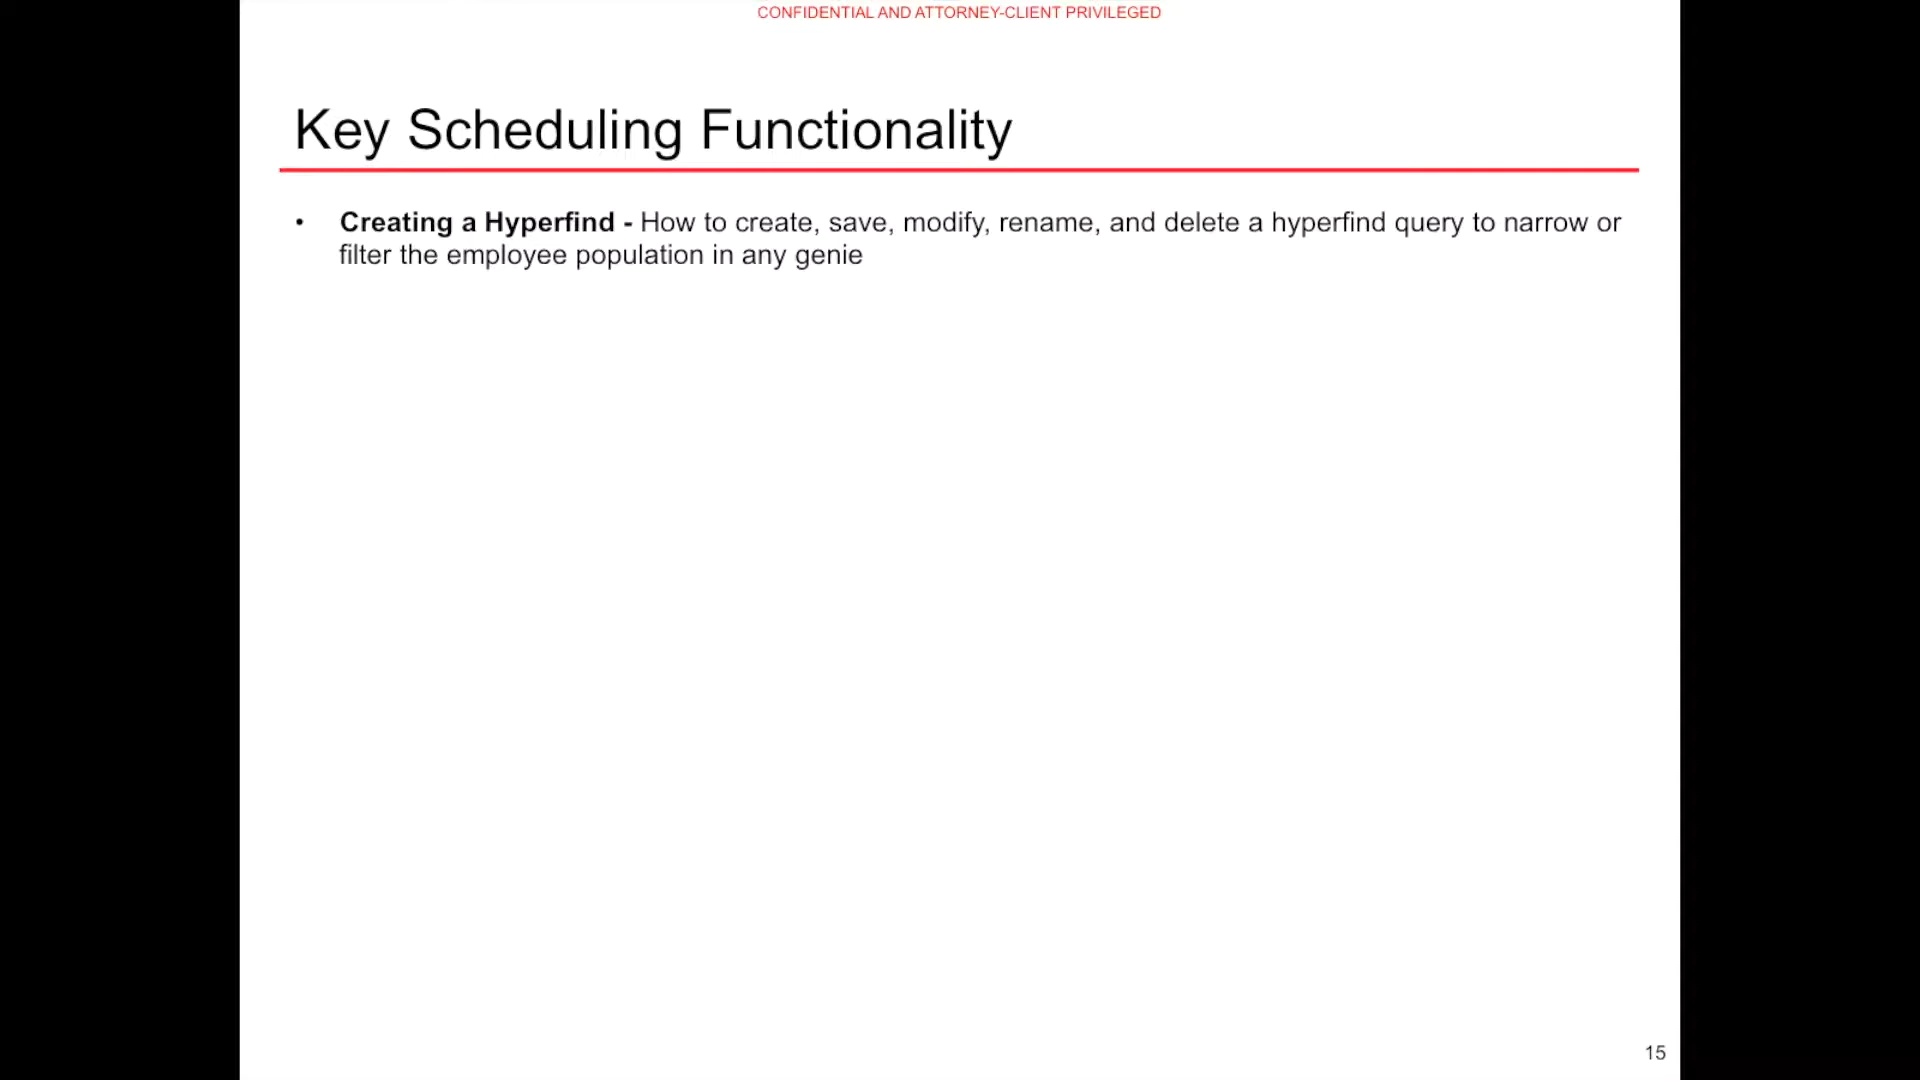 CONFIDENTIAL AND ATTORNEY-CLIENT PRIVILEGED
Key Scheduling Functionality
• Creating a Hyperfind - How to create, save, modify, rename, and delete a hyperfind query to narrow or
filter the employee population in any genie
15